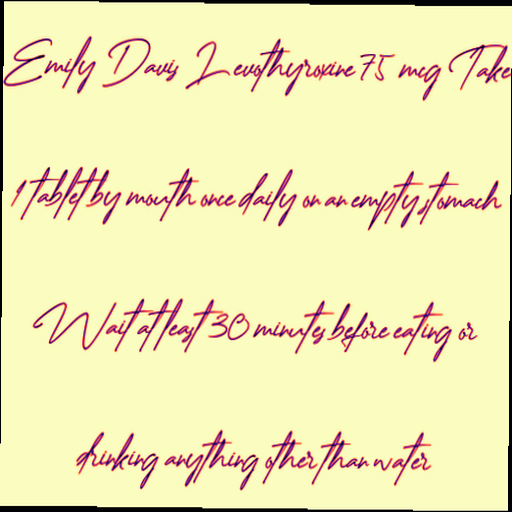 Emily Davis Levothyroxine 75 mcg Take
1 tablet by mouth once daily on an empty stomach
Wait at least 30 minutes before eating or
drinking anything other than water